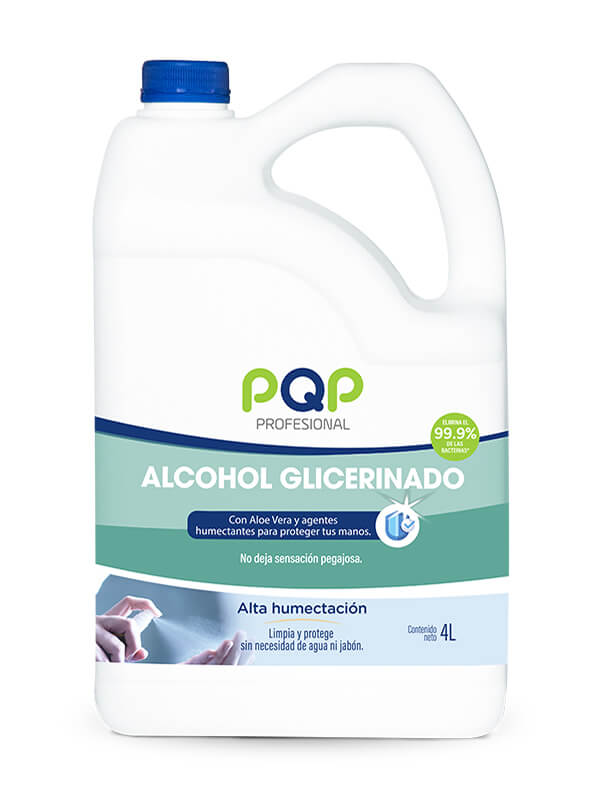 PQP
PROFESIONAL
ELIMINA EL
99.9%
DE LAS
BACTERIAS*
ALCOHOL GLICERINADO
Con Aloe Vera y agentes
humectantes para proteger tus manos.
No deja sensación pegajosa.
Alta humectación
Limpia y protege
sin necesidad de agua ni jabón.
Contenido
neto 4L